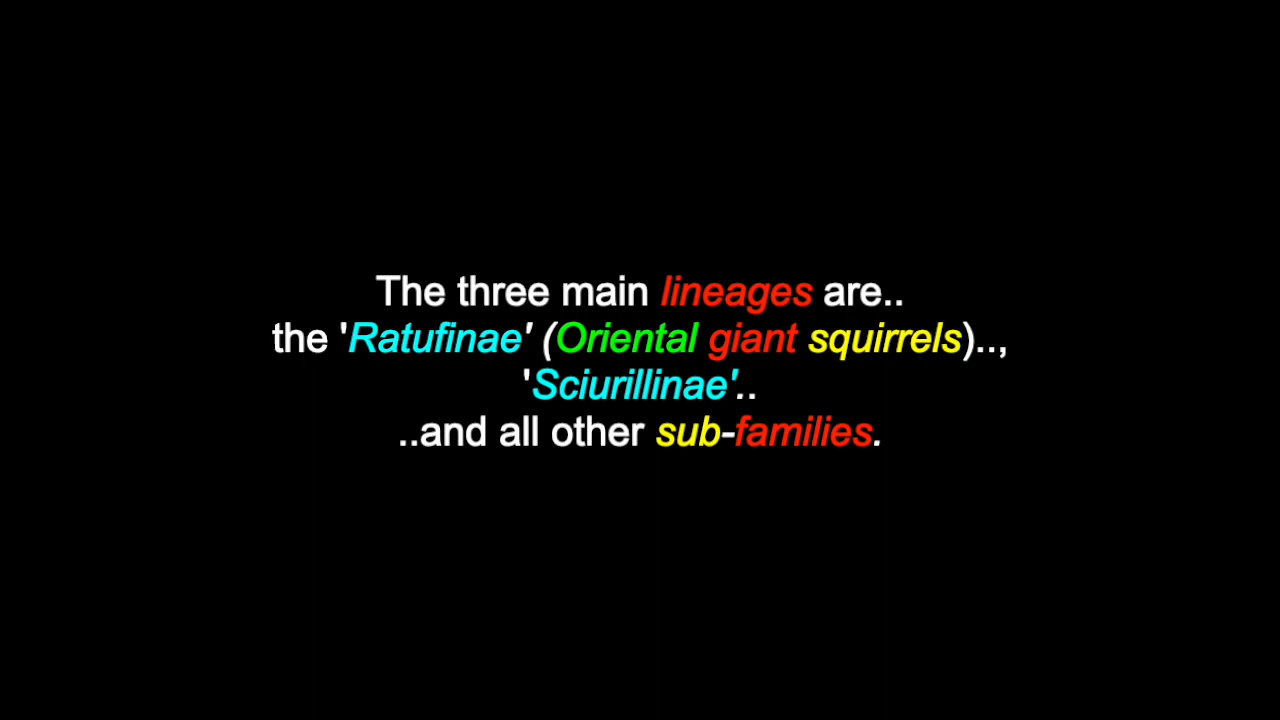 The three main lineages are..
the 'Ratufinae' (Oriental giant squirrels)..,
'Sciurillinae'..
..and all other sub-families.